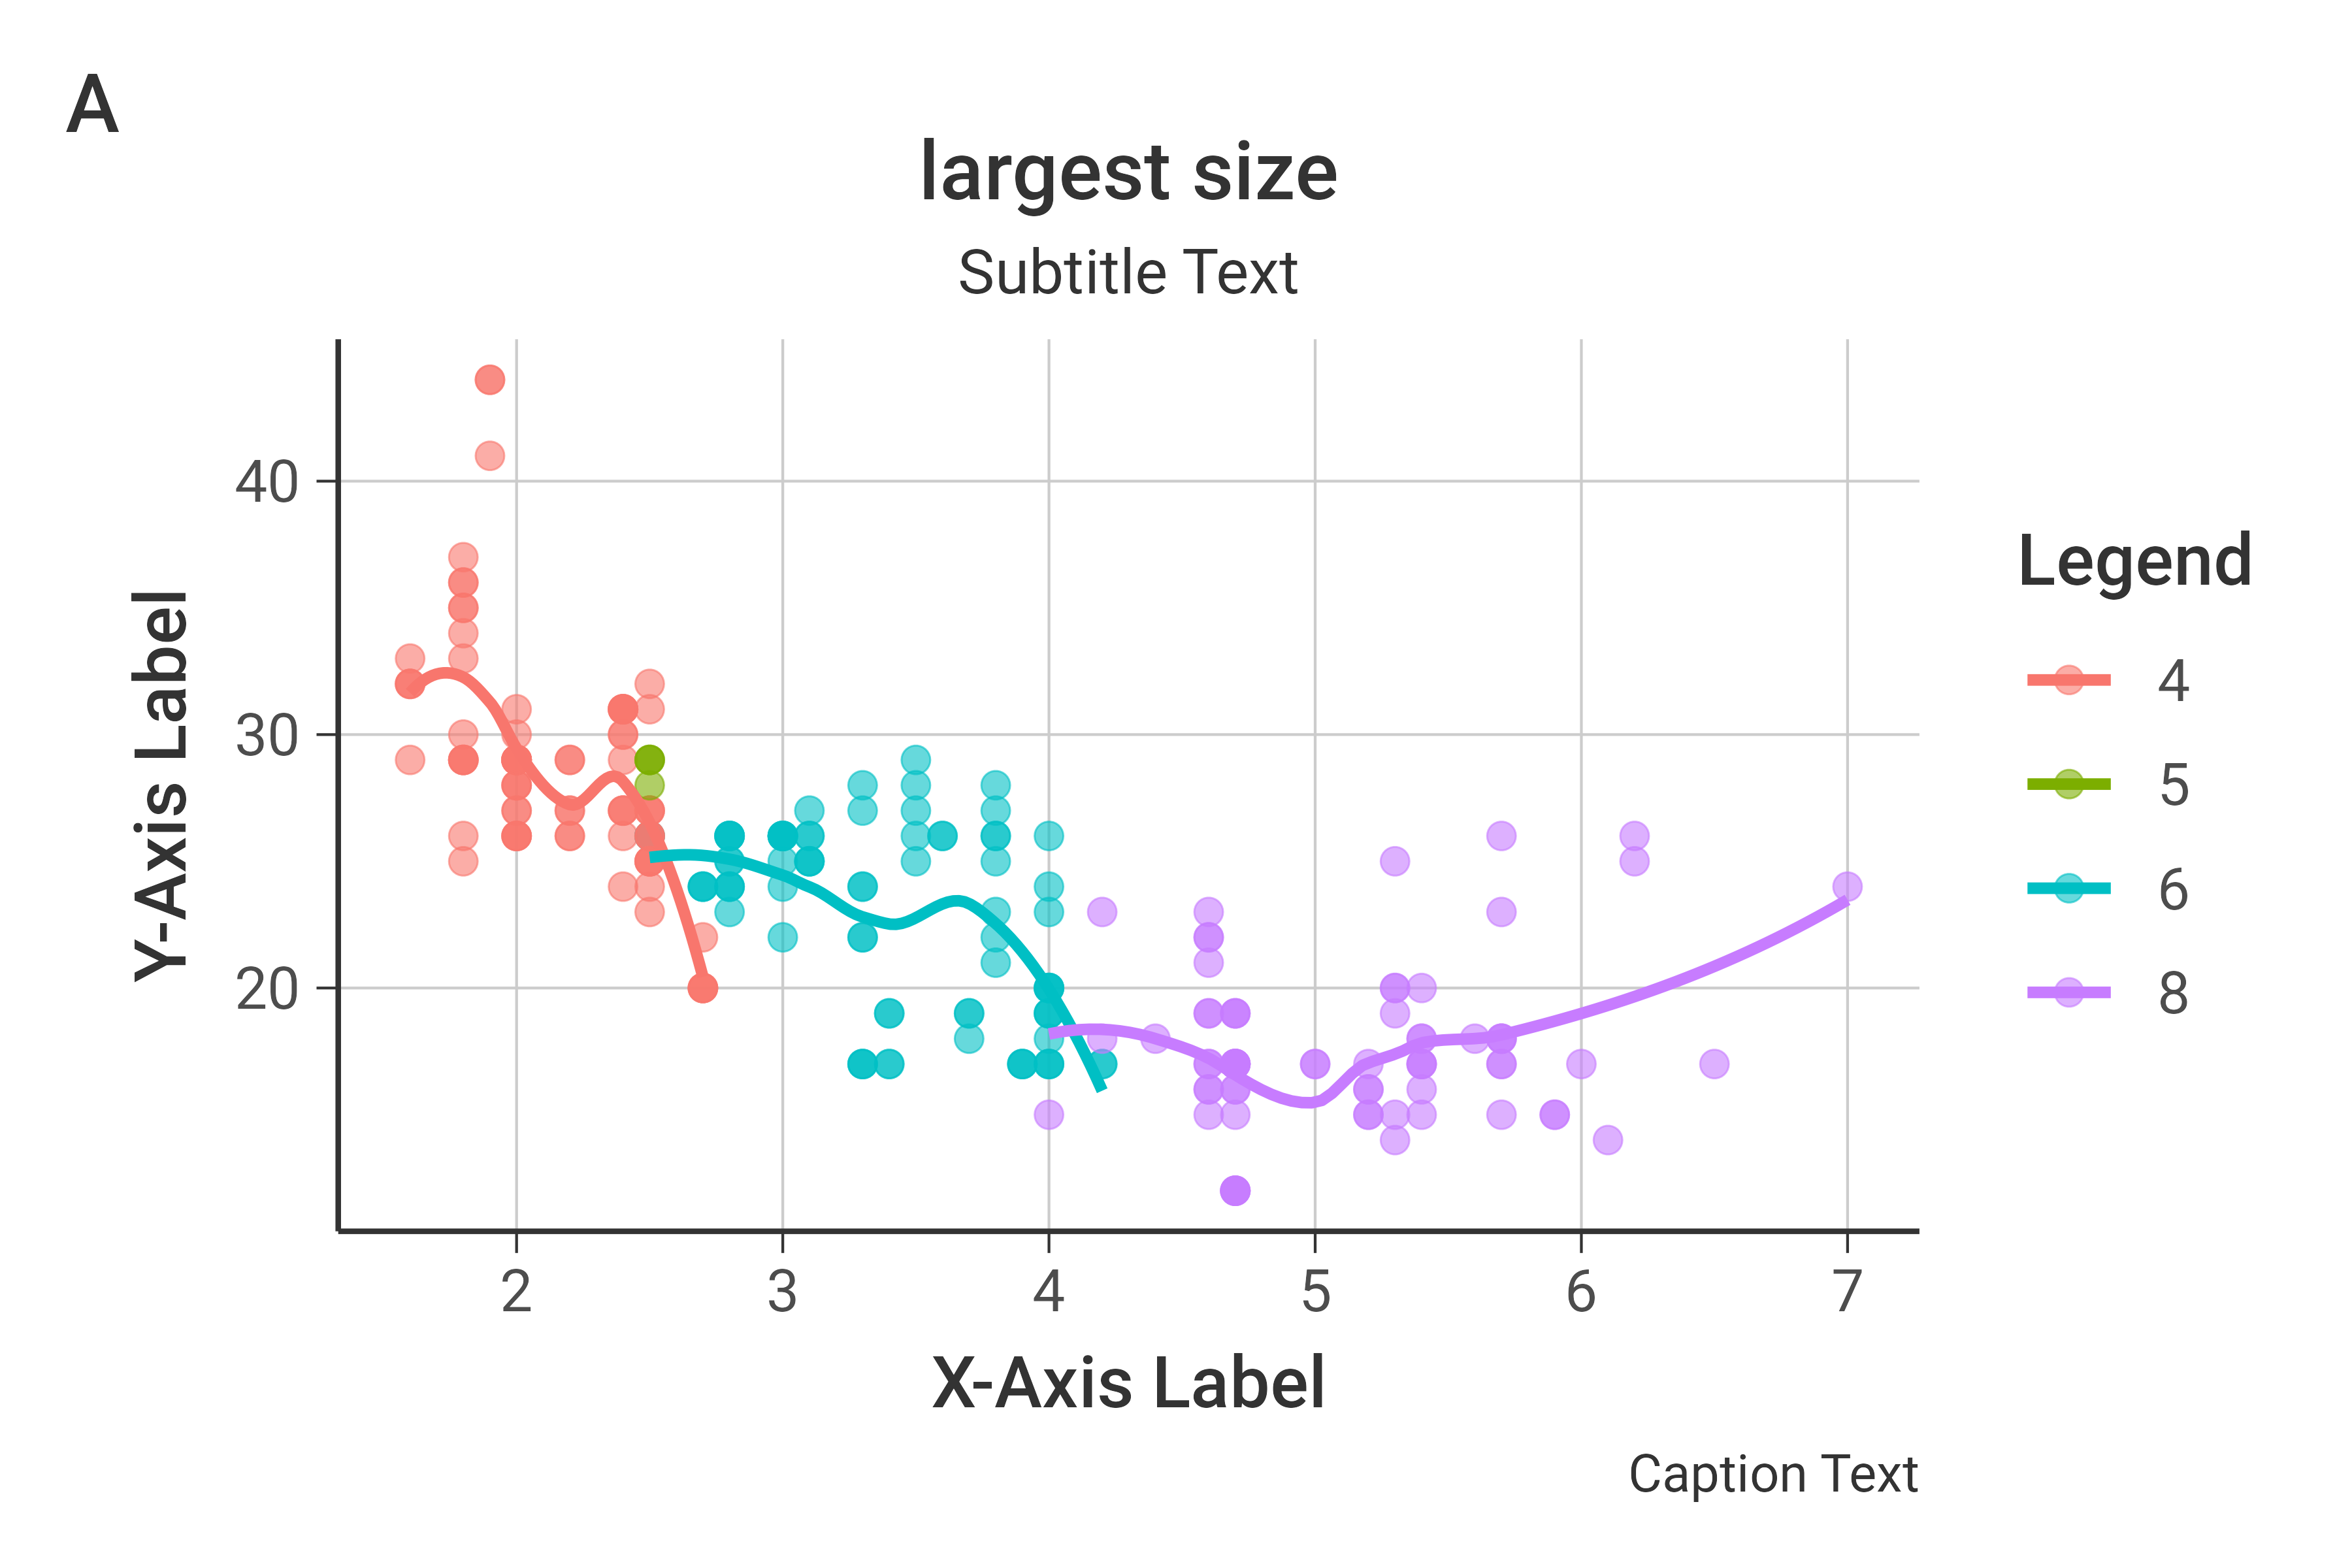 A
largest size
Subtitle Text
Y-Axis Label
40
30
20
2 3 4 5 6 7
X-Axis Label
Legend
4
5
6
8
Caption Text